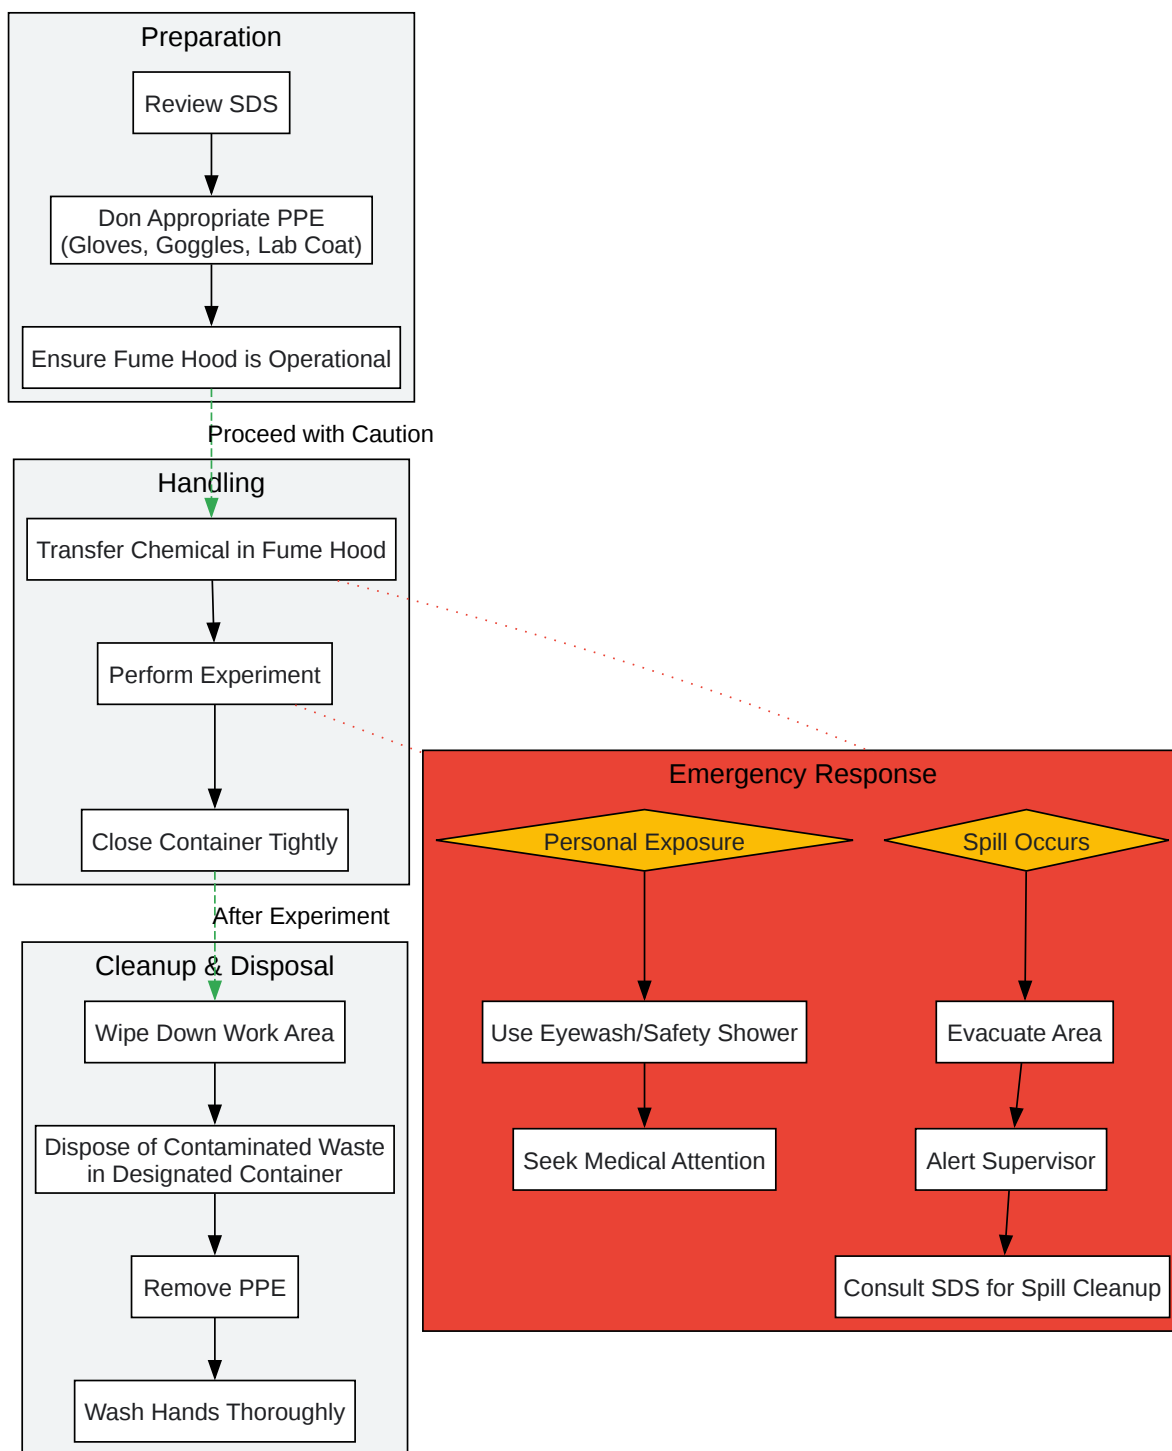 Preparation
Review SDS
Don Appropriate PPE
(Gloves, Goggles, Lab Coat)
Ensure Fume Hood is Operational
Proceed with Caution
Handling
Transfer Chemical in Fume Hood
Perform Experiment
Close Container Tightly
After Experiment
Cleanup & Disposal
Wipe Down Work Area
Dispose of Contaminated Waste
in Designated Container
Remove PPE
Wash Hands Thoroughly
Emergency Response
Personal Exposure
Use Eyewash/Safety Shower
Seek Medical Attention
Spill Occurs
Evacuate Area
Alert Supervisor
Consult SDS for Spill Cleanup